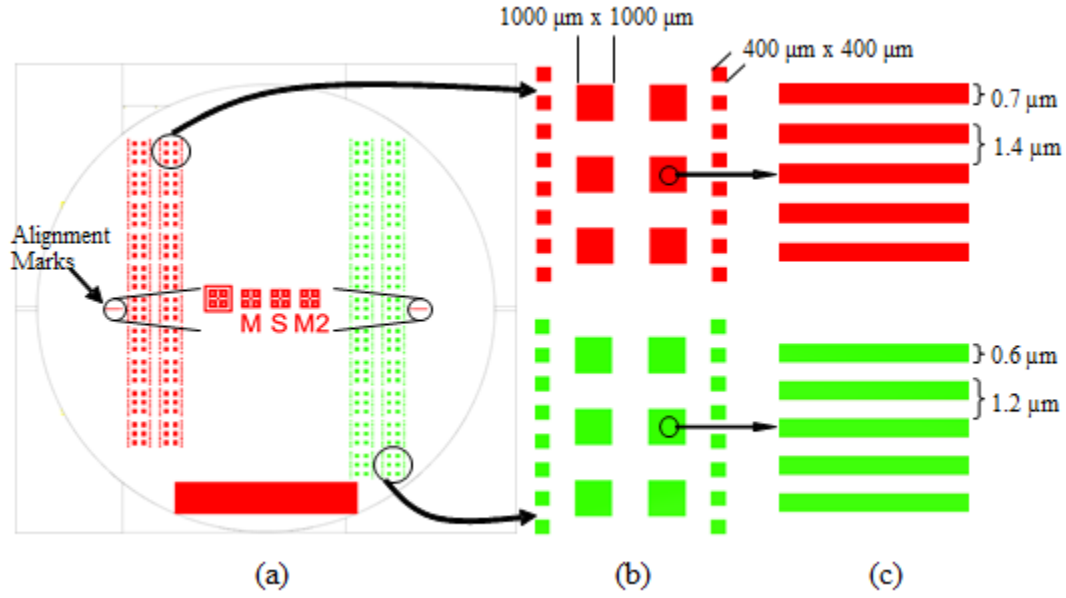 1000 µm x 1000 µm
400 µm x 400 µm
0.7 µm
1.4 µm
Alignment
Marks
M S M2
0.6 µm
1.2 µm
(a)
(b)
(c)